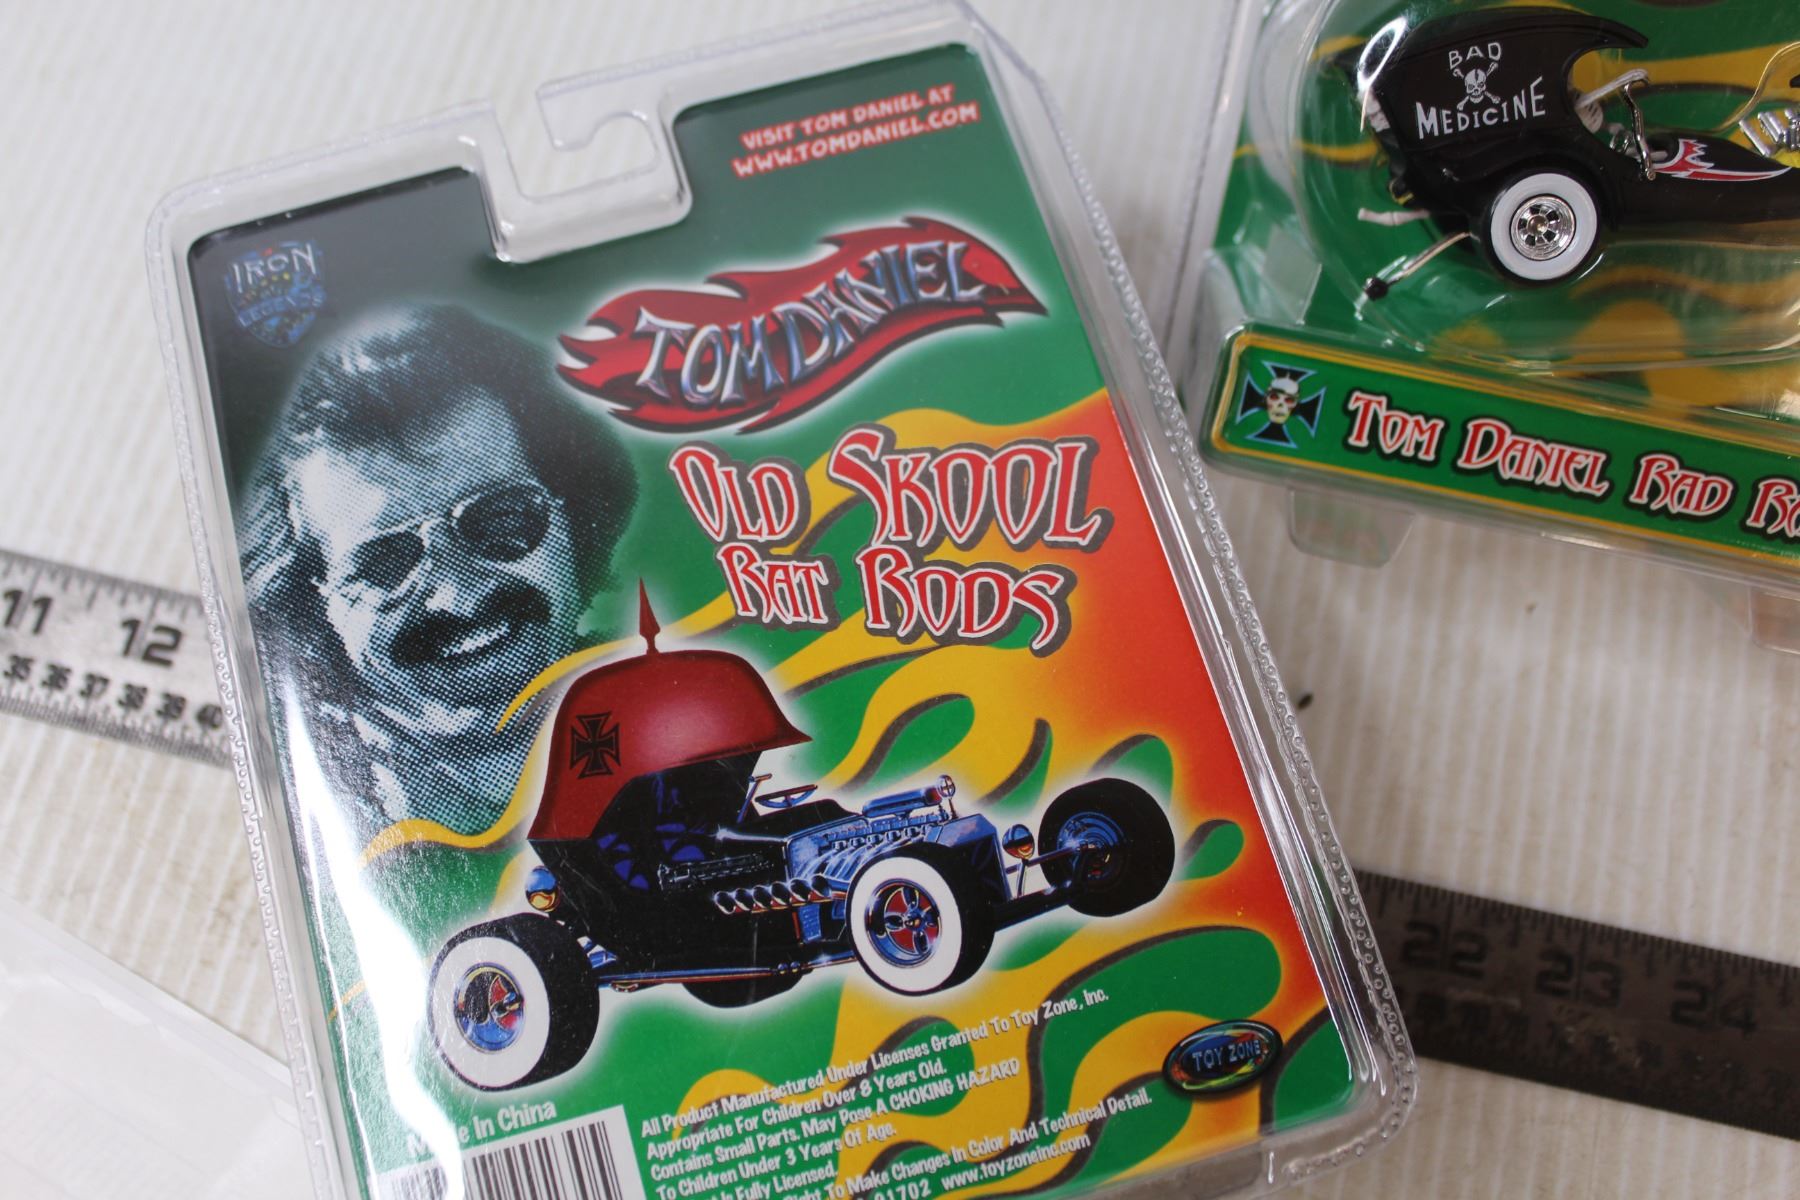 VISIT TOM DANIEL AT
WWW.TOMDANIEL.COM
IRON
LEGENDS
TOM DANIEL
OLD SKOOL
RAT RODS
All Product Manufactured Under Licenses Granted To Toy Zone, Inc.
Appropriate For Children Over 8 Years Old.
Contains Small Parts. May Pose A CHOKING HAZARD
To Children Under 3 Years Of Age.
Is Fully Licensed.
Right To Make Changes In Color And Technical Detail.
01702 www.toyzoneinc.com
In China
TOY ZONE
BAD
MEDICINE
TOM DANIEL RAD
11 12
35 36 37 38 39 40
22 23 24